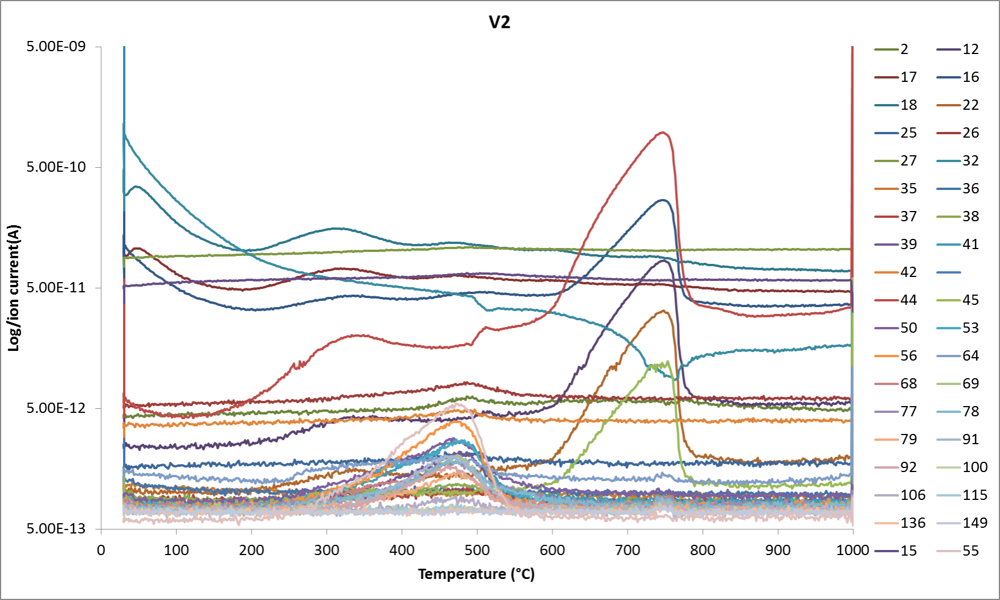 V2
5.00E-09
5.00E-10
5.00E-11
5.00E-12
5.00E-13
Log/ion current(A)
0 100 200 300 400 500 600 700 800 900 1000
Temperature (°C)
2 12
17 16
18 22
25 26
27 32
35 36
37 38
39 41
42
44 45
50 53
56 64
68 69
77 78
79 91
92 100
106 115
136 149
15 55